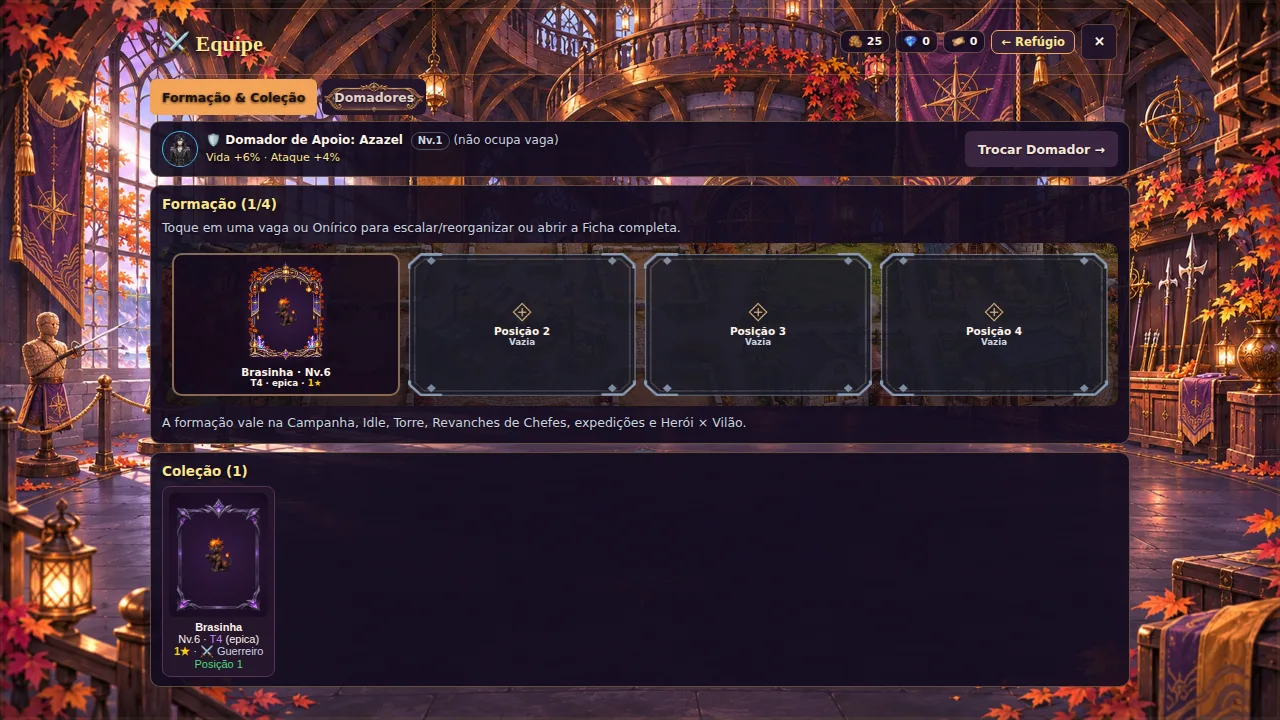 ⚔️ Equipe
25
0
0
← Refúgio
✕
Formação & Coleção
Domadores
🛡️ Domador de Apoio: Azazel Nv.1 (não ocupa vaga)
Vida +6% · Ataque +4%
Trocar Domador →
Formação (1/4)
Toque em uma vaga ou Onírico para escalar/reorganizar ou abrir a Ficha completa.
Brasinha · Nv.6
T4 · epica · 1★
Posição 2
Vazia
Posição 3
Vazia
Posição 4
Vazia
A formação vale na Campanha, Idle, Torre, Revanches de Chefes, expedições e Herói × Vilão.
Coleção (1)
Brasinha
Nv.6 · T4 (epica)
1★ · ⚔️ Guerreiro
Posição 1